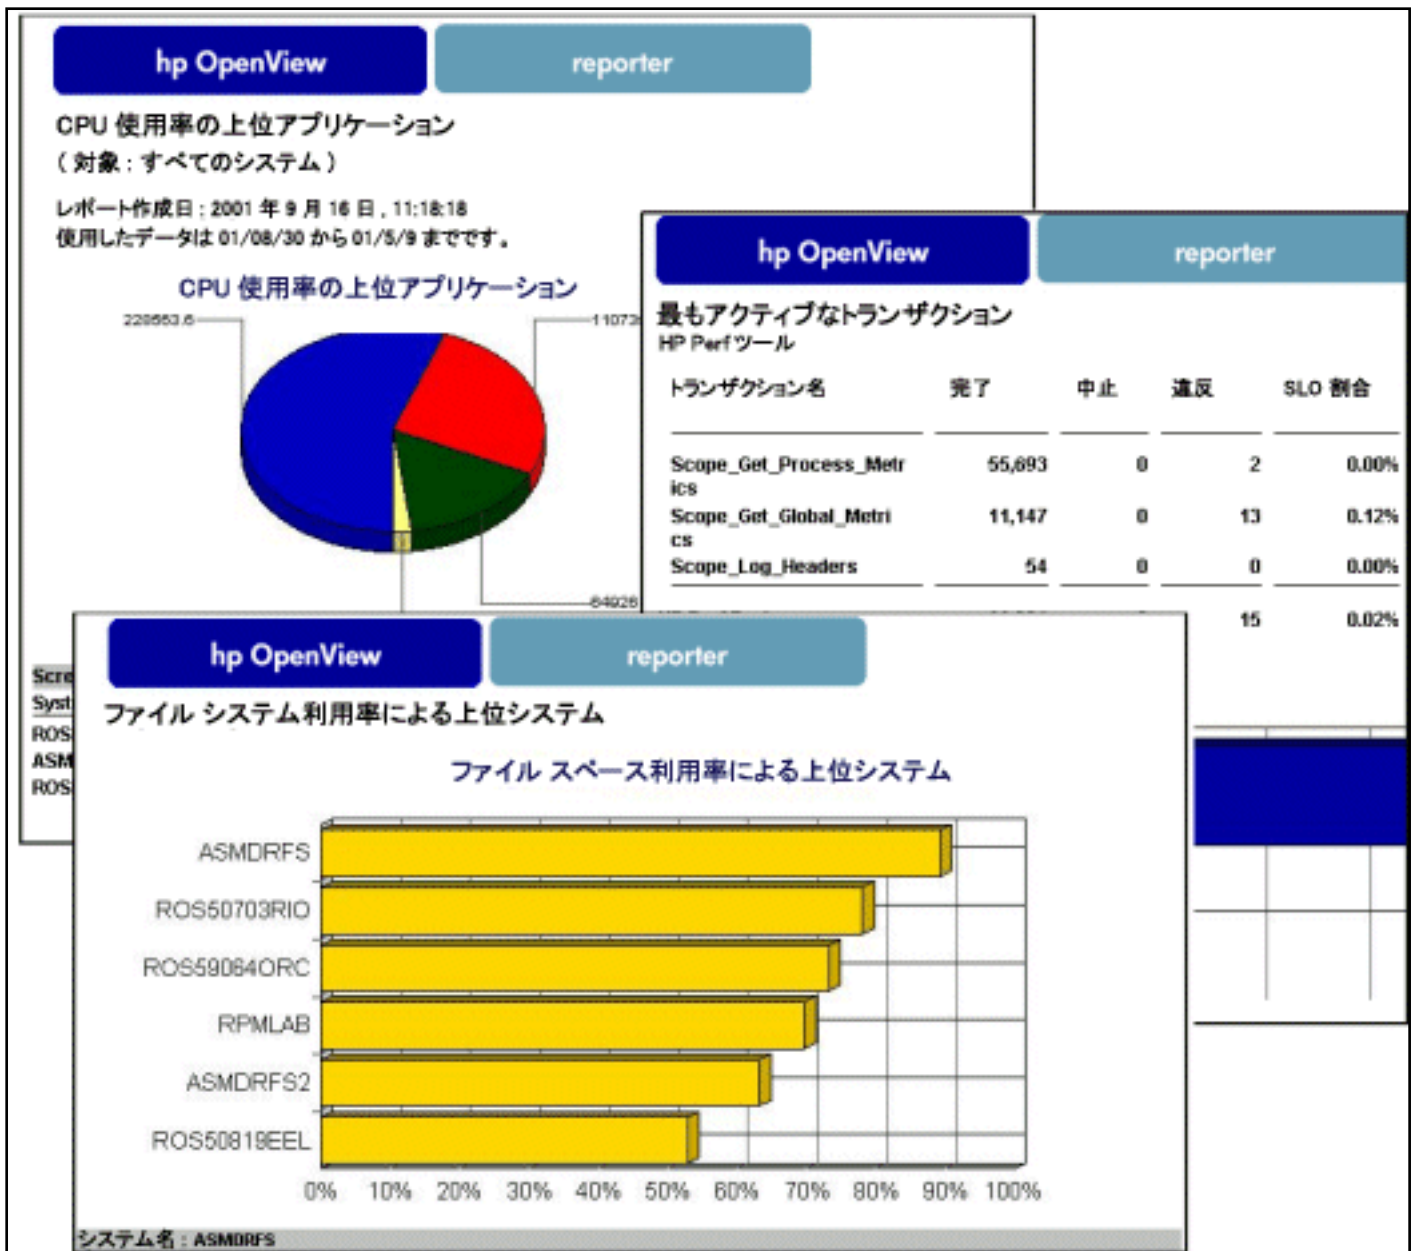 hp OpenView
reporter
CPU 使用率の上位アプリケーション
( 対象 : すべてのシステム )
レポート作成日 : 2001 年 9 月 16 日 , 11:18:18
使用したデータは 01/08/30 から 01/5/9 までです。
CPU 使用率の上位アプリケーション
228553.6
11073
64926
Scre
Syst
ROS
ASM
ROS
hp OpenView
reporter
最もアクティブなトランザクション
HP Perf ツール
トランザクション名 完了 中止 違反 SLO 割合
Scope_Get_Process_Metr 55,693 0 2 0.00%
ics
Scope_Get_Global_Metri 11,147 0 13 0.12%
cs
Scope_Log_Headers 54 0 0 0.00%
15 0.02%
hp OpenView
reporter
ファイル システム利用率による上位システム
ファイル スペース利用率による上位システム
ASMDRFS
ROS50703RIO
ROS59064ORC
RPMLAB
ASMDRFS2
ROS50819EEL
0% 10% 20% 30% 40% 50% 60% 70% 80% 90% 100%
システム名 : ASMDRFS